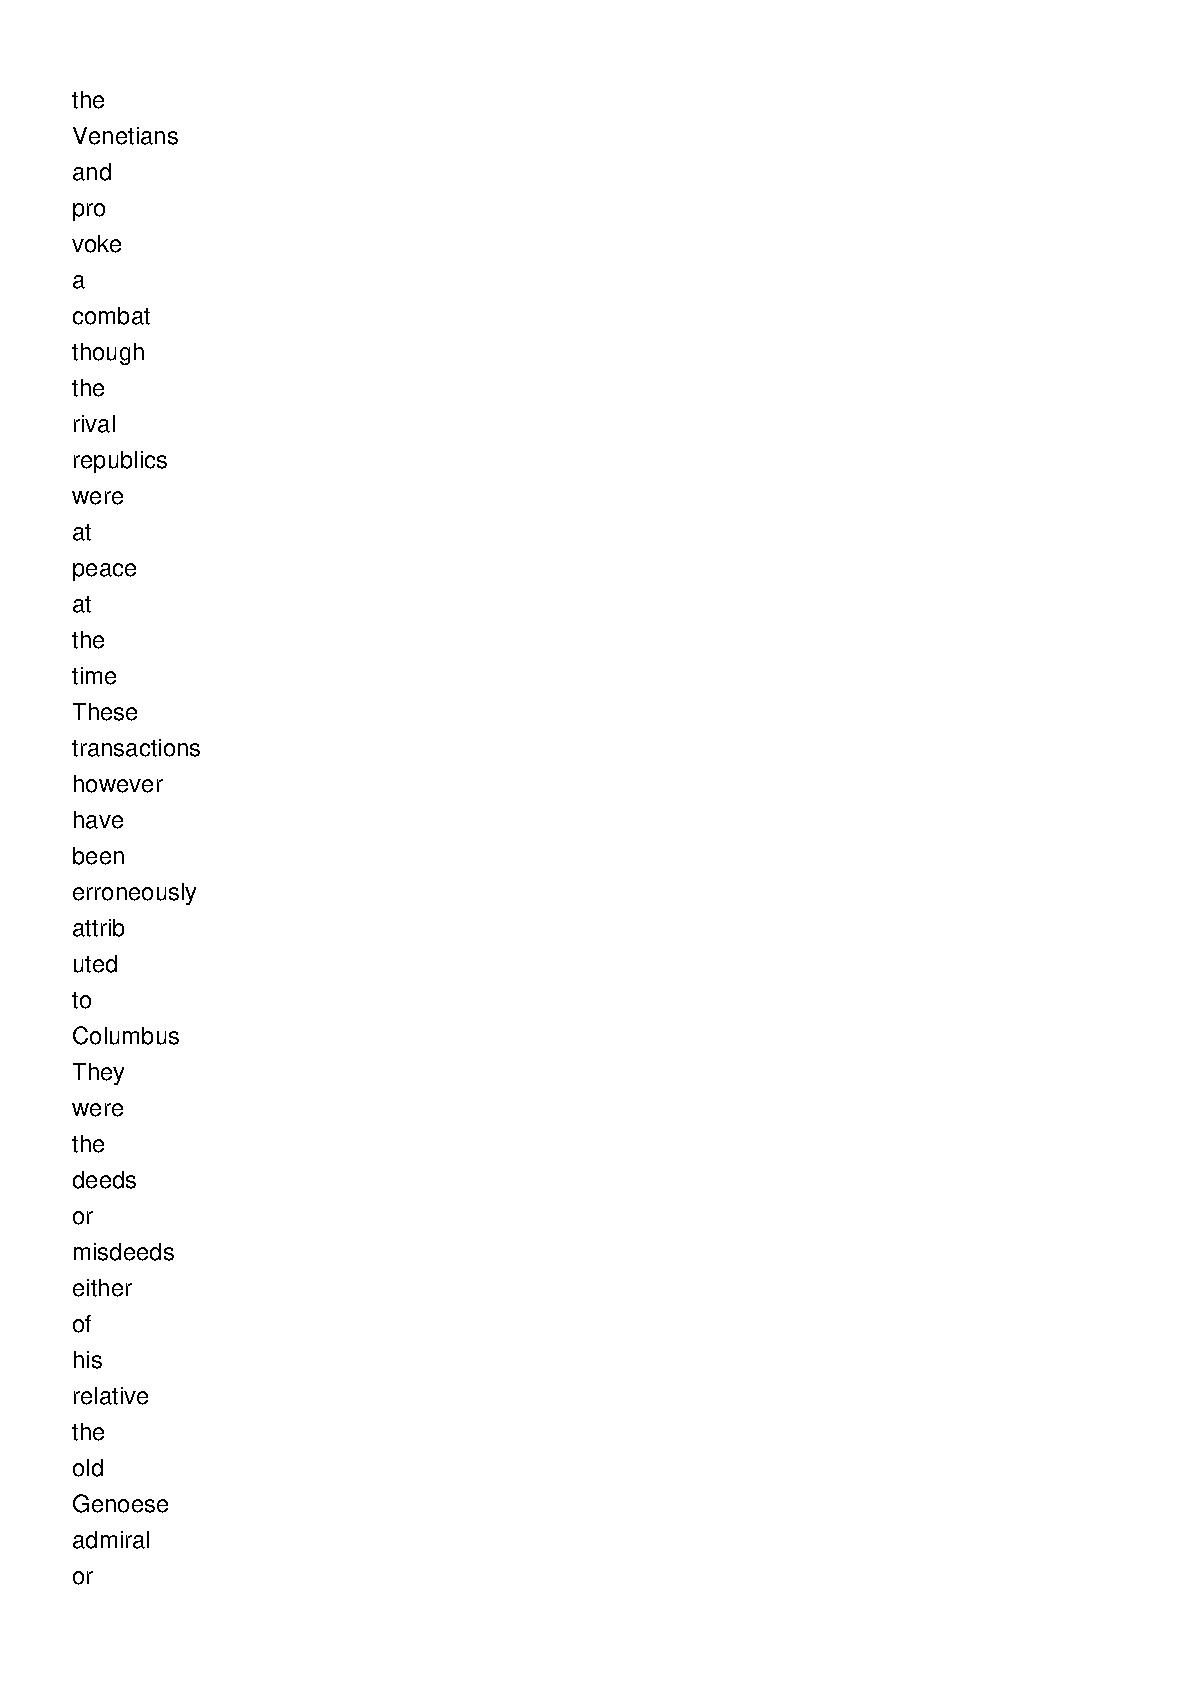 the
Venetians
and
pro
voke
a
combat
though
the
rival
republics
were
at
peace
at
the
time
These
transactions
however
have
been
erroneously
attrib
uted
to
Columbus
They
were
the
deeds
or
misdeeds
either
of
his
relative
the
old
Genoese
admiral
or